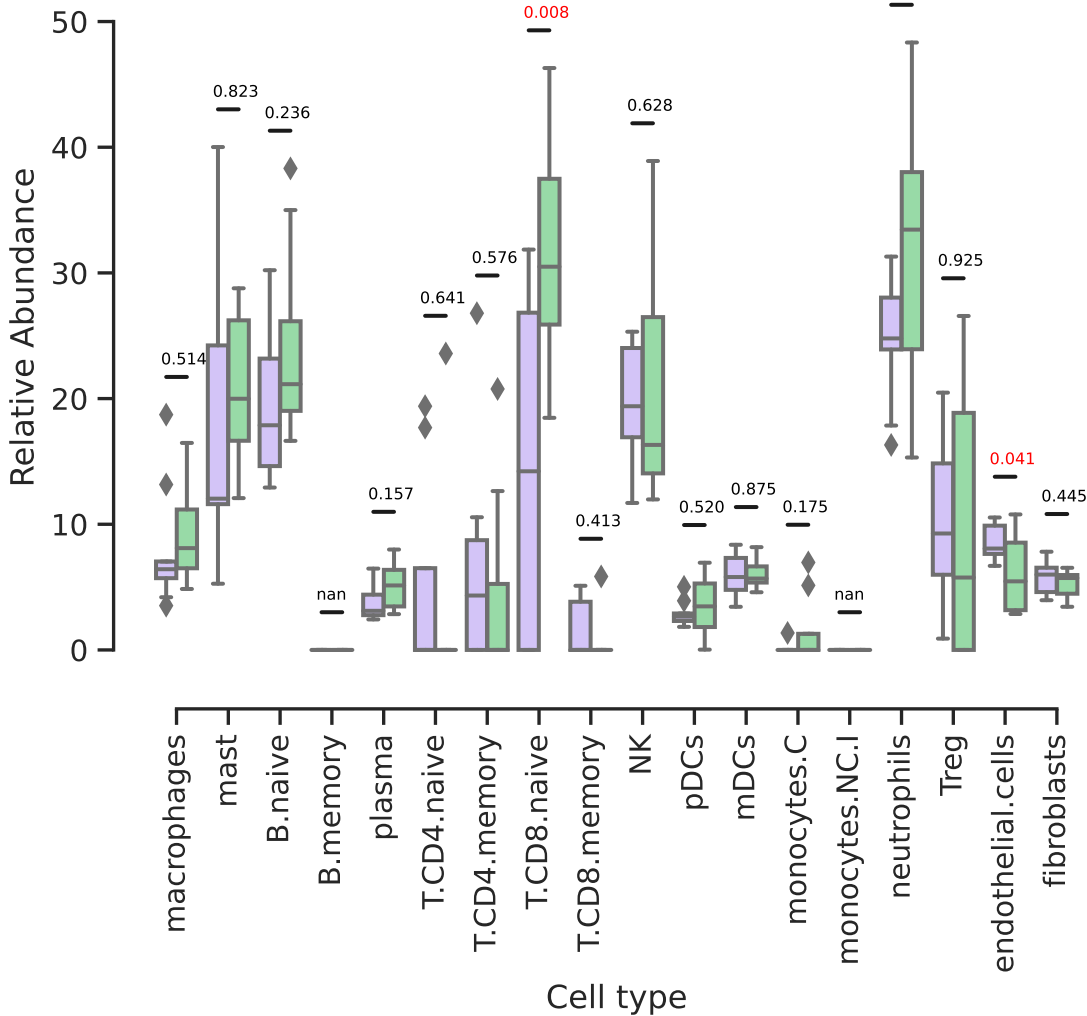 0.008
50
0.823
0.236
0.628
40
Relative Abundance
0.576
0.925
30
0.641
0.514
20
0.157
0.413
0.520
0.875
0.175
0.041
0.445
10
nan
nan
0
macrophages
mast
B.naive
B.memory
plasma
T.CD4.naive
T.CD4.memory
T.CD8.naive
T.CD8.memory
NK
pDCs
mDCs
monocytes.C
monocytes.NC.I
neutrophils
Treg
endothelial.cells
fibroblasts
Cell type